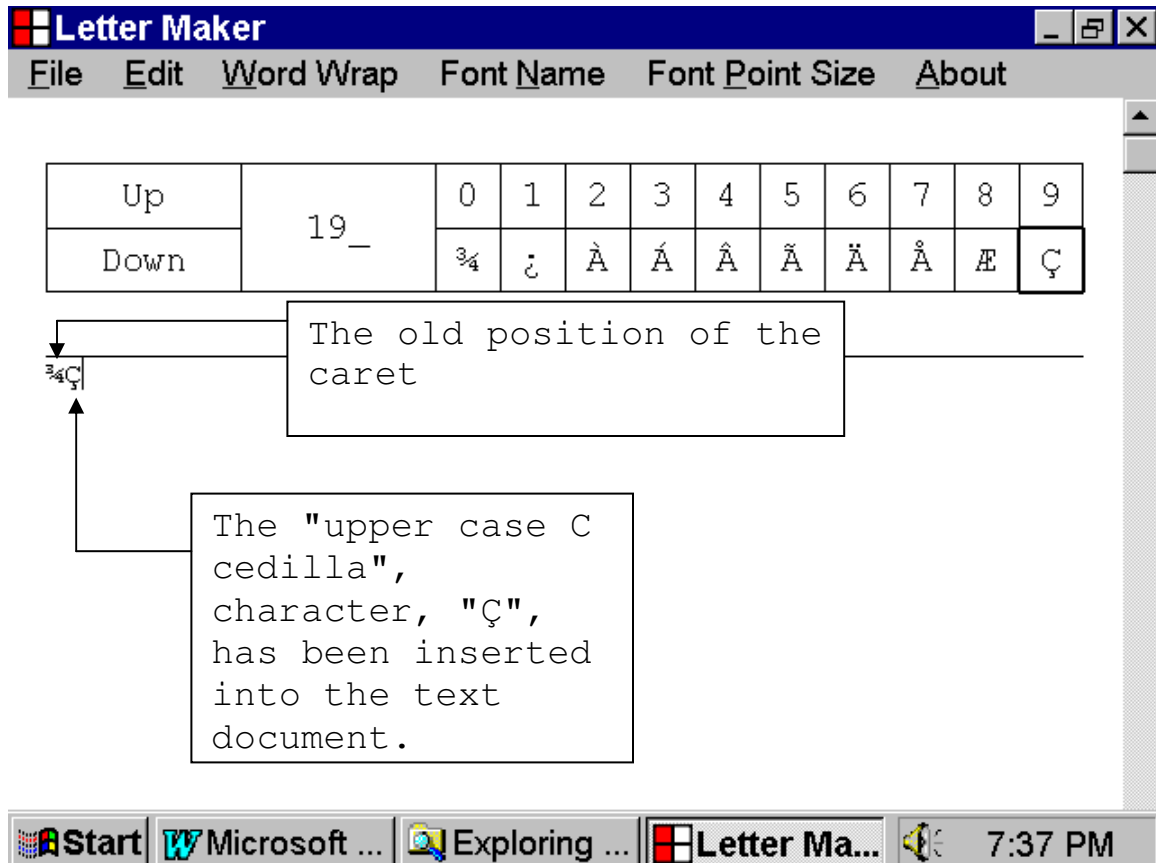 Letter Maker
File Edit Word Wrap Font Name Font Point Size About
Up 19_ 0 1 2 3 4 5 6 7 8 9
Down ¾ ¿ À Á Â Ã Ä Å Æ Ç
The old position of the
caret
¾Ç
The "upper case C
cedilla",
character, "Ç",
has been inserted
into the text
document.
Start Microsoft ... Exploring ... Letter Ma... 7:37 PM